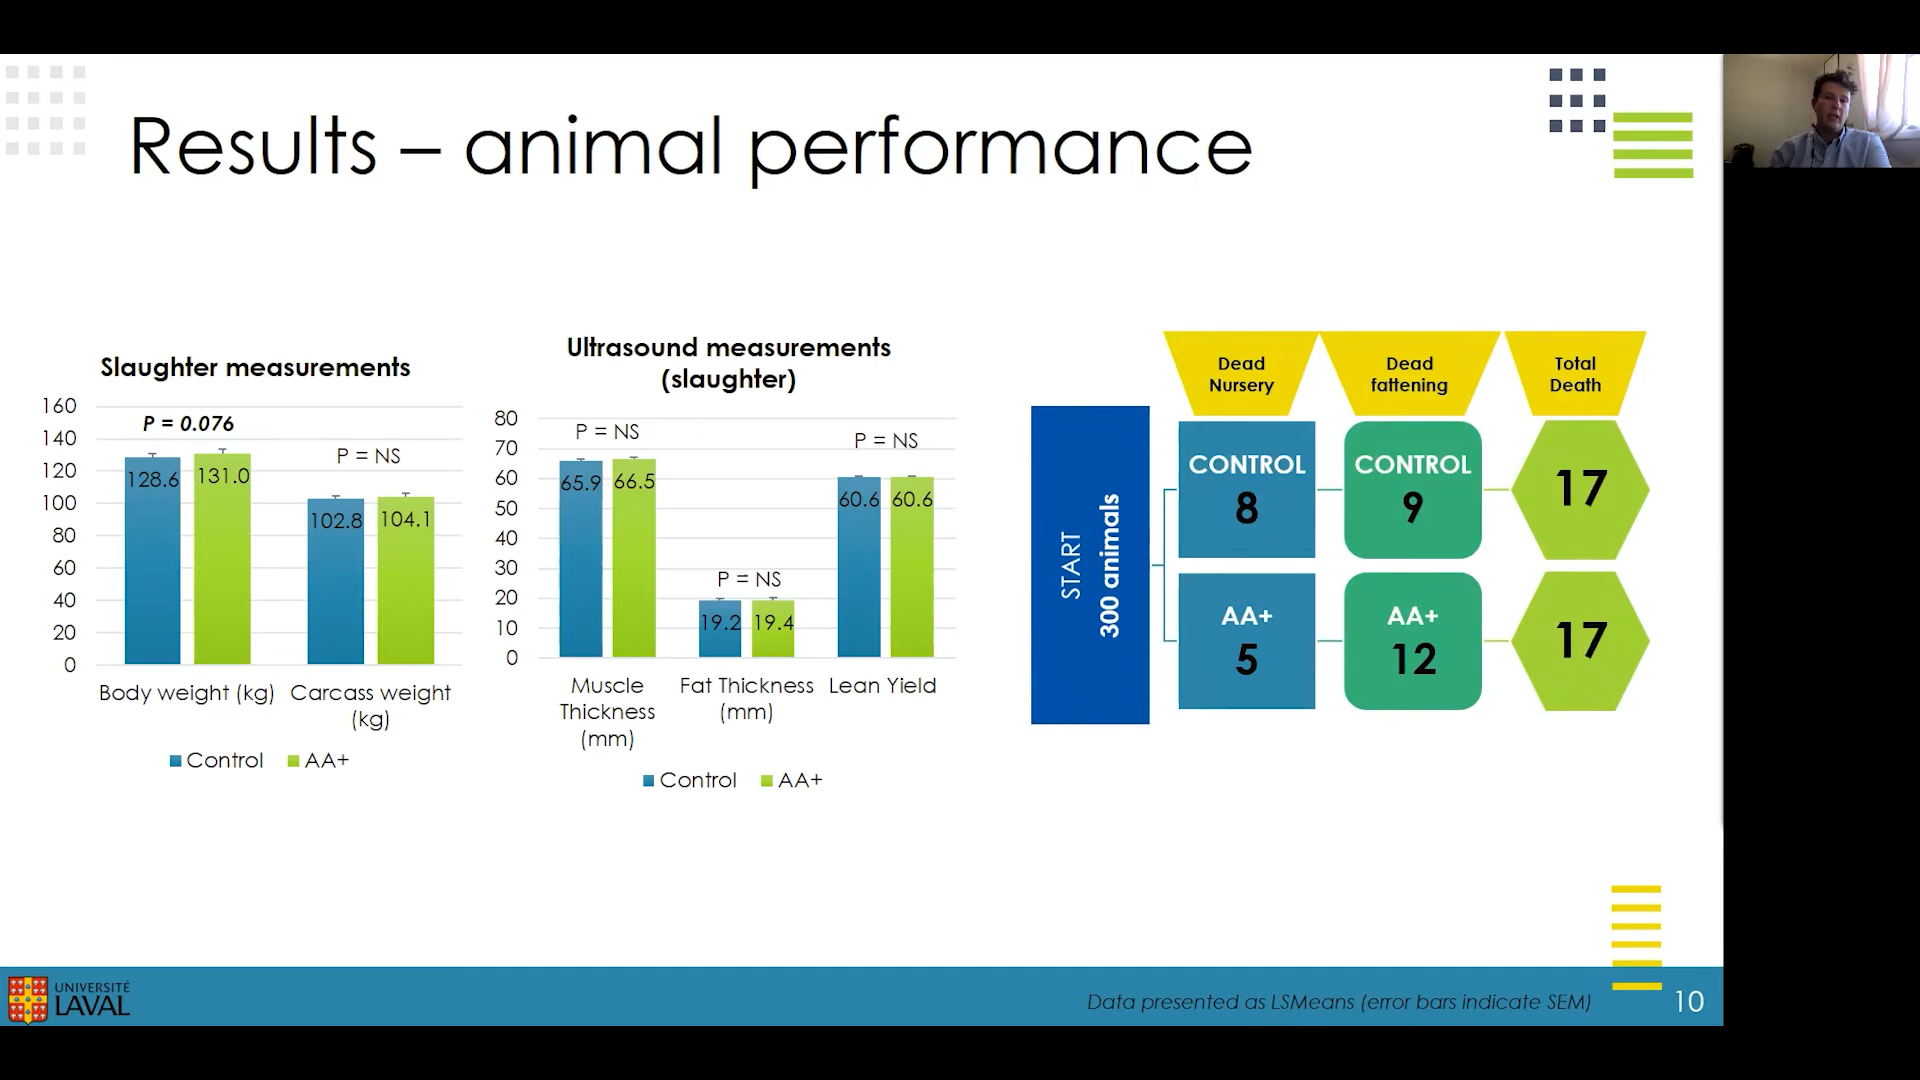 Results – animal performance
Slaughter measurements
160
140
120
100
80
60
40
20
0
P = 0.076
P = NS
128.6
131.0
102.8
104.1
Body weight (kg)
Carcass weight
(kg)
Control
AA+
Ultrasound measurements
(slaughter)
80
70
60
50
40
30
20
10
0
P = NS
P = NS
P = NS
65.9
66.5
19.2
19.4
60.6
60.6
Muscle
Thickness
(mm)
Fat Thickness
(mm)
Lean Yield
Control
AA+
START
300 animals
Dead
Nursery
Dead
fattening
Total
Death
CONTROL
8
CONTROL
9
17
AA+
5
AA+
12
17
UNIVERSITÉ
LAVAL
Data presented as LSMeans (error bars indicate SEM)
10